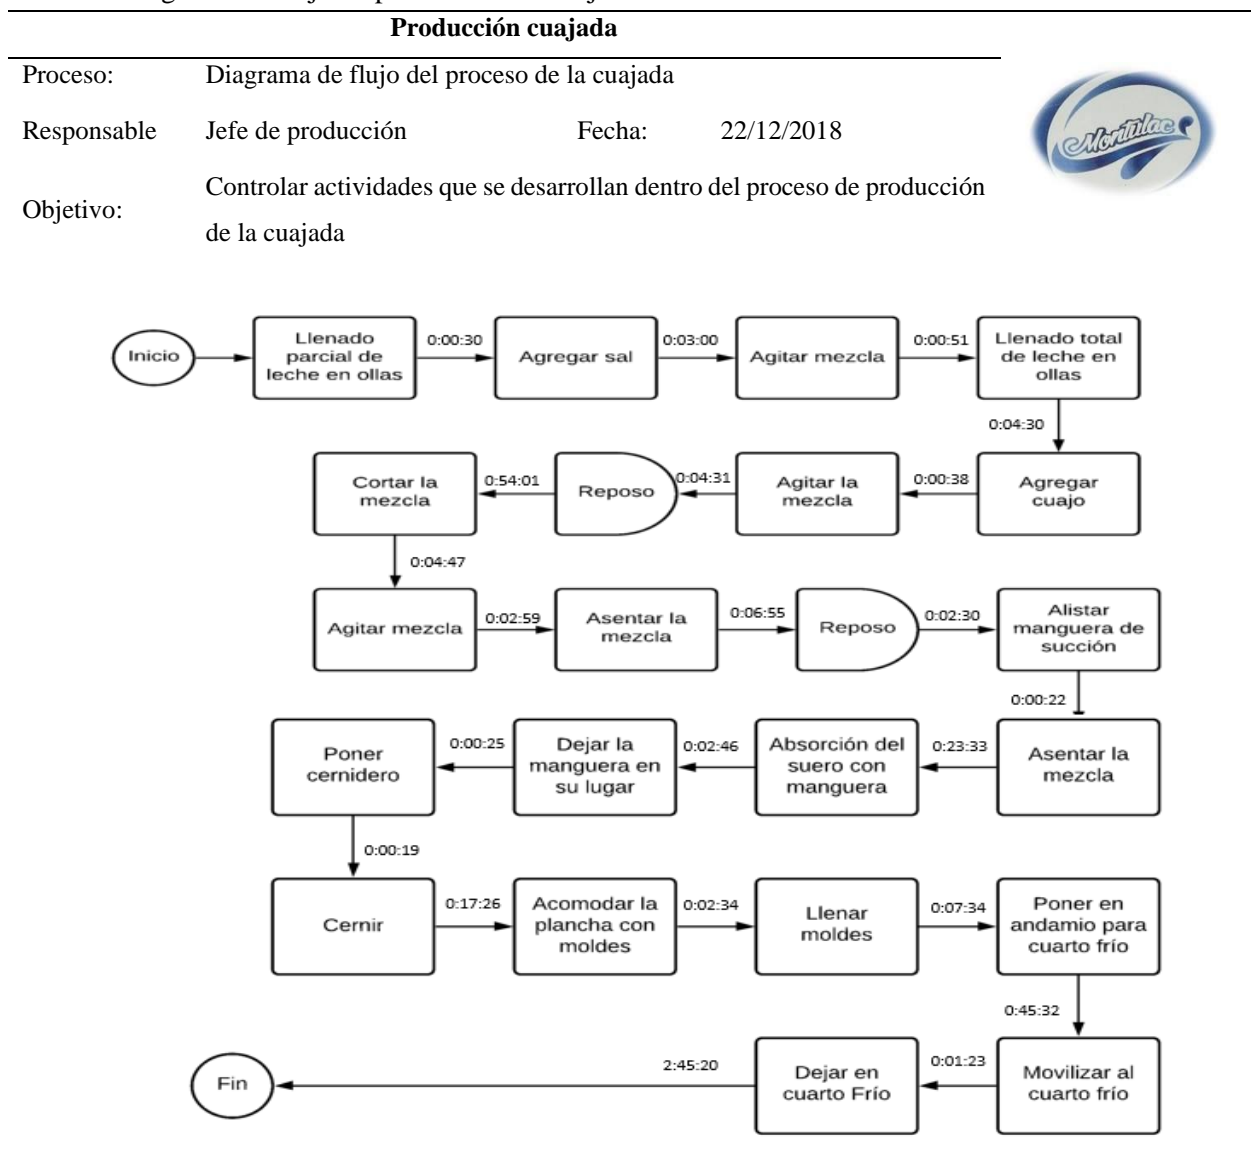 Producción cuajada
Proceso: Diagrama de flujo del proceso de la cuajada
Responsable Jefe de producción Fecha: 22/12/2018
Objetivo: Controlar actividades que se desarrollan dentro del proceso de producción
de la cuajada
Montulac
Inicio
Llenado
parcial de
leche en ollas
0:00:30
Agregar sal
0:03:00
Agitar mezcla
0:00:51
Llenado total
de leche en
ollas
0:04:30
Agregar
cuajo
0:00:38
Agitar la
mezcla
0:04:31
Reposo
0:54:01
Cortar la
mezcla
0:04:47
Agitar mezcla
0:02:59
Asentar la
mezcla
0:06:55
Reposo
0:02:30
Alistar
manguera de
succión
0:00:22
Asentar la
mezcla
0:23:33
Absorción del
suero con
manguera
0:02:46
Dejar la
manguera en
su lugar
0:00:25
Poner
cernidero
0:00:19
Cernir
0:17:26
Acomodar la
plancha con
moldes
0:02:34
Llenar
moldes
0:07:34
Poner en
andamio para
cuarto frío
0:45:32
Movilizar al
cuarto frío
0:01:23
Dejar en
cuarto Frío
2:45:20
Fin